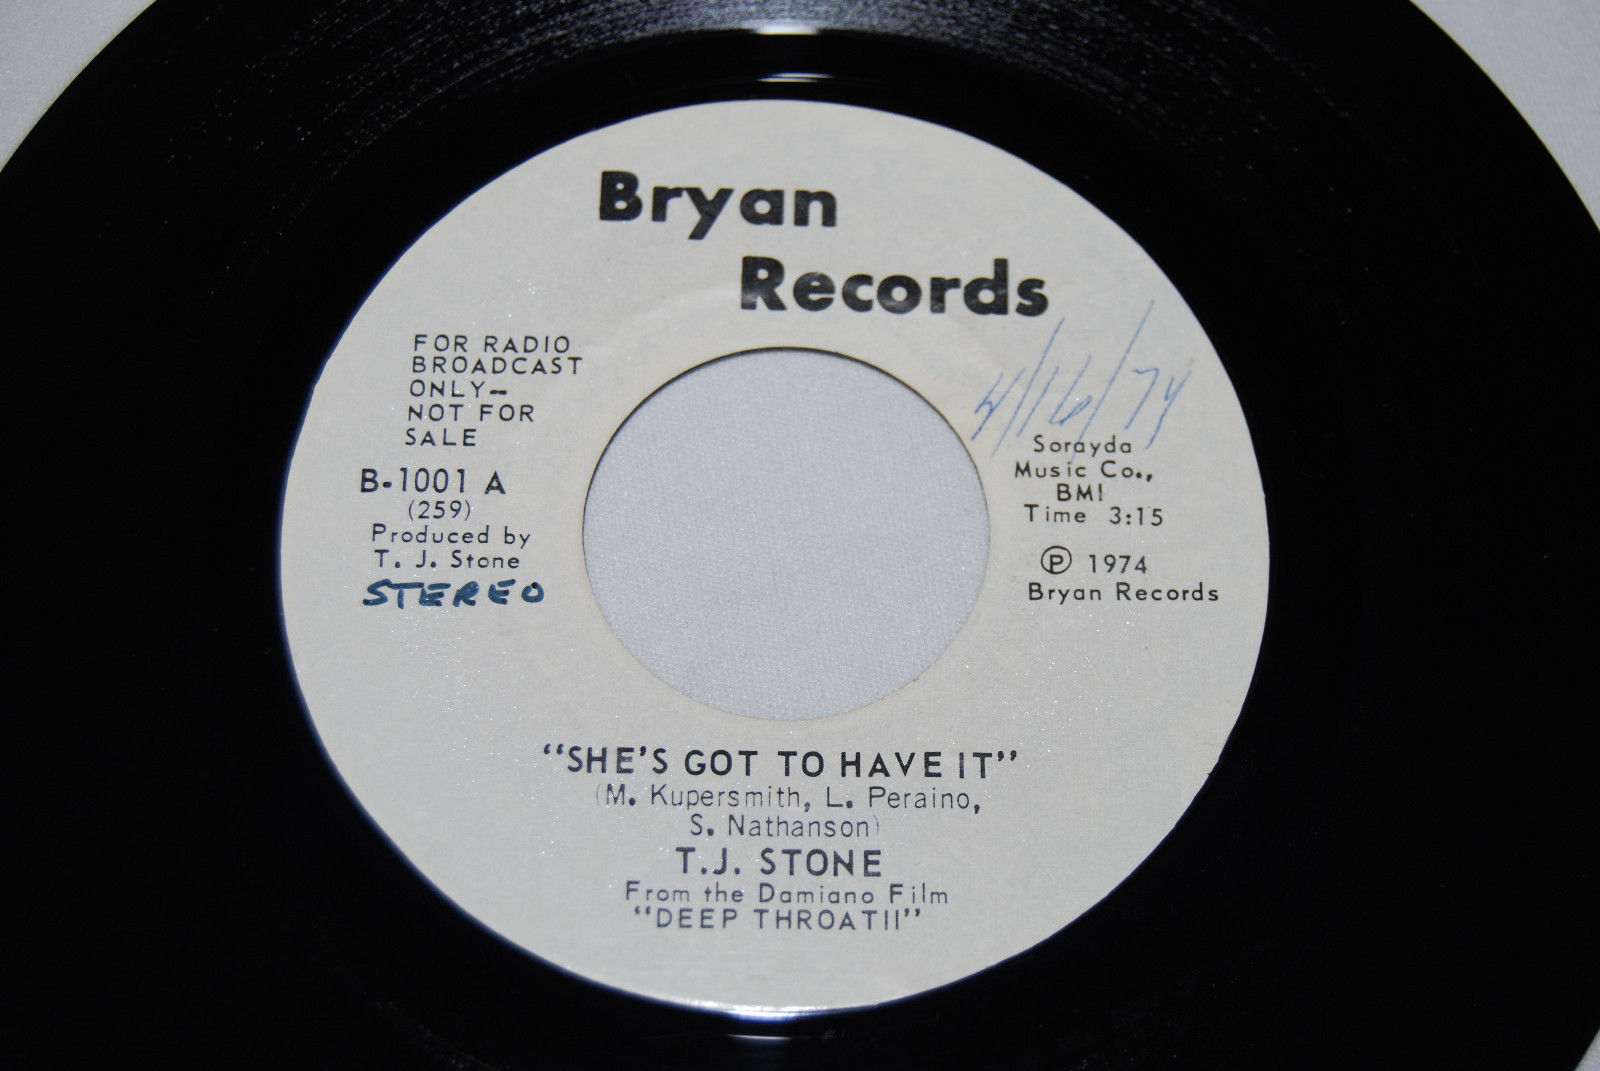 Bryan
Records
FOR RADIO
BROADCAST
ONLY—
NOT FOR
SALE
B-1001 A
(259)
Produced by
T. J. Stone
STEREO
4/16/74
Sorayda
Music Co.,
BMI
Time 3:15
Ⓟ 1974
Bryan Records
“SHE’S GOT TO HAVE IT”
(M. Kupersmith, L. Peraino,
S. Nathanson)
T.J. STONE
From the Damiano Film
“DEEP THROATII”